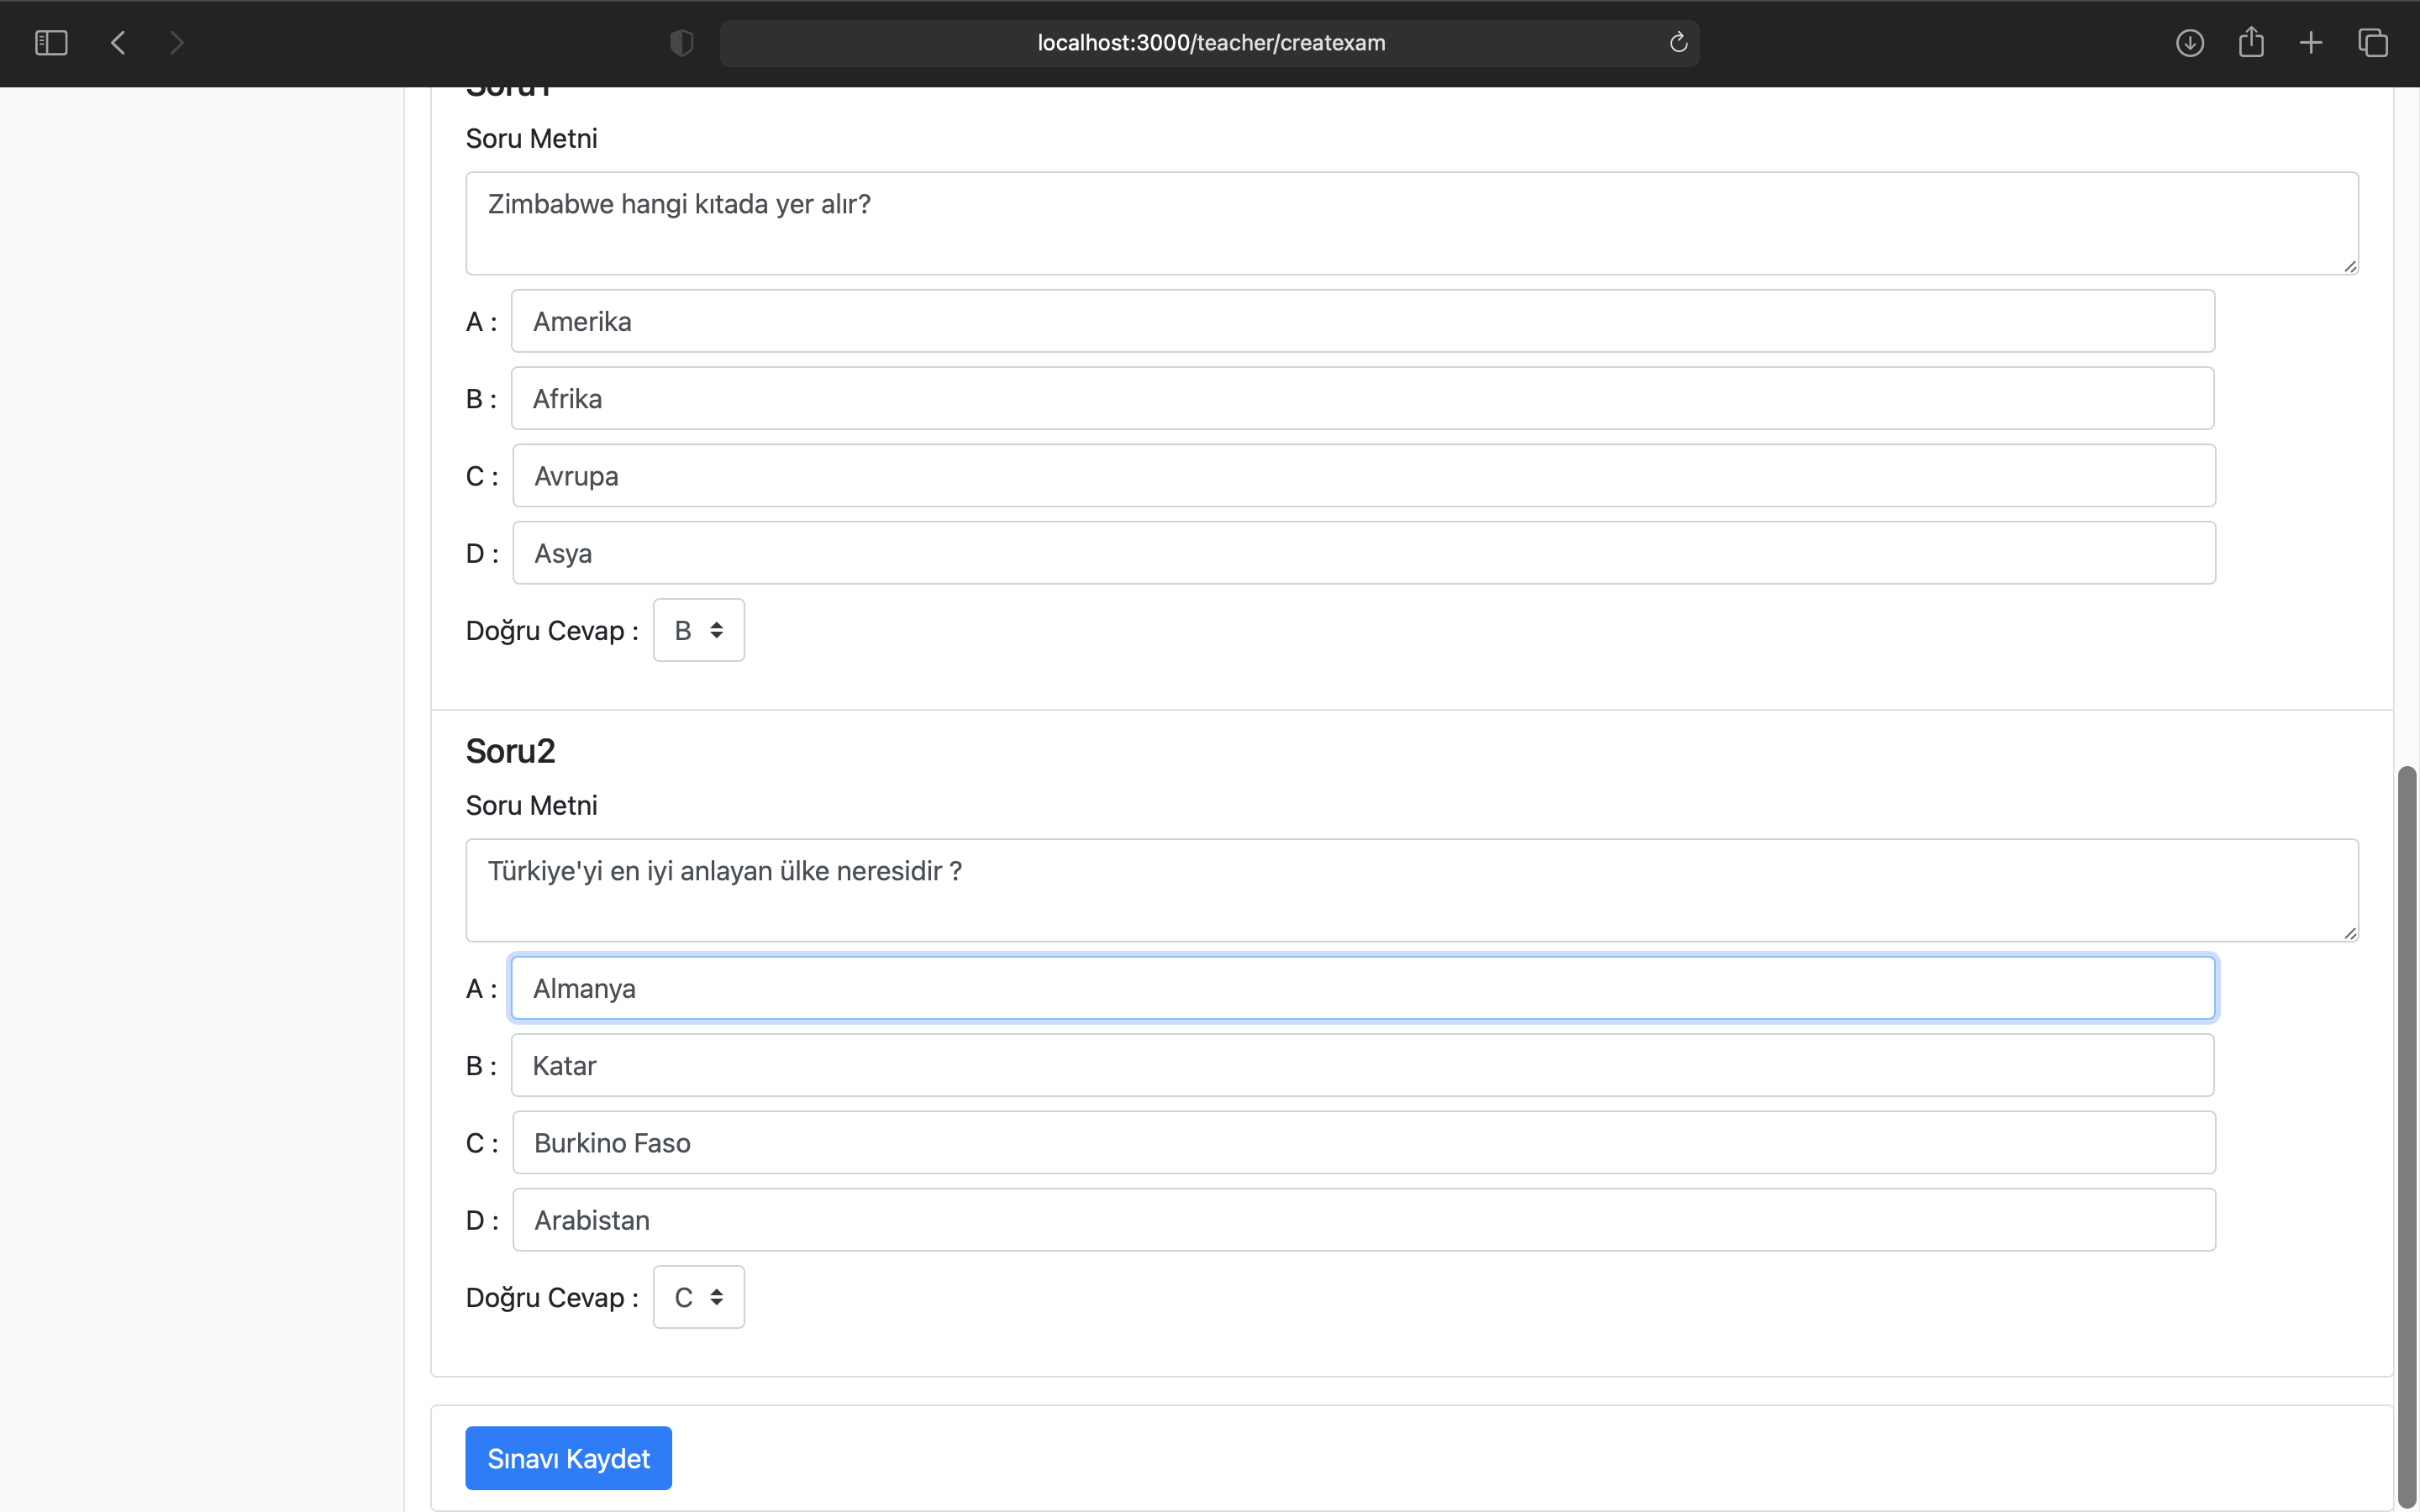 localhost:3000/teacher/createxam
Soru1
Soru Metni
Zimbabwe hangi kıtada yer alır?
A : Amerika
B : Afrika
C : Avrupa
D : Asya
Doğru Cevap : B
Soru2
Soru Metni
Türkiye'yi en iyi anlayan ülke neresidir ?
A : Almanya
B : Katar
C : Burkino Faso
D : Arabistan
Doğru Cevap : C
Sınavı Kaydet